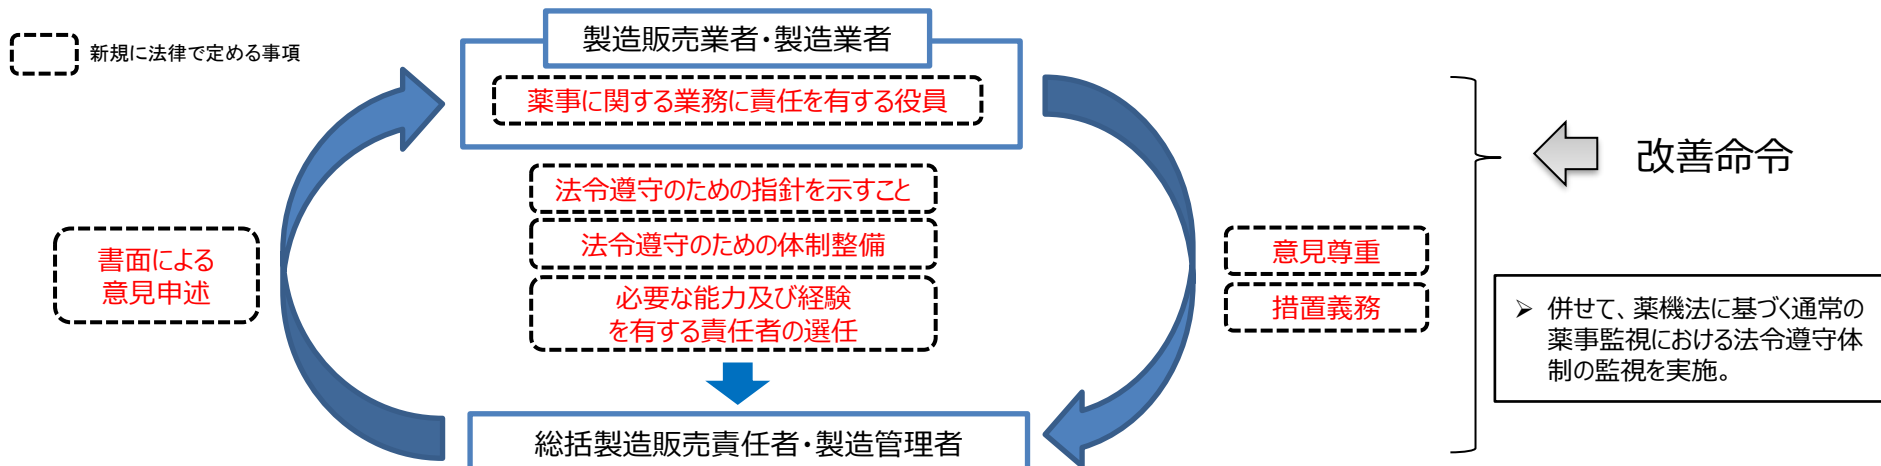 新規に法律で定める事項
製造販売業者・製造業者
薬事に関する業務に責任を有する役員
法令遵守のための指針を示すこと
法令遵守のための体制整備
必要な能力及び経験
を有する責任者の選任
書面による
意見申述
意見尊重
措置義務
総括製造販売責任者・製造管理者
改善命令
➢ 併せて、薬機法に基づく通常の
薬事監視における法令遵守体
制の監視を実施。